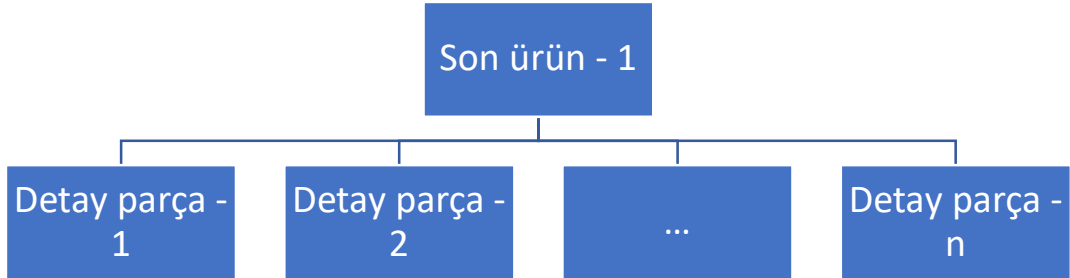 Son ürün - 1
Detay parça -
1
Detay parça -
2
...
Detay parça -
n